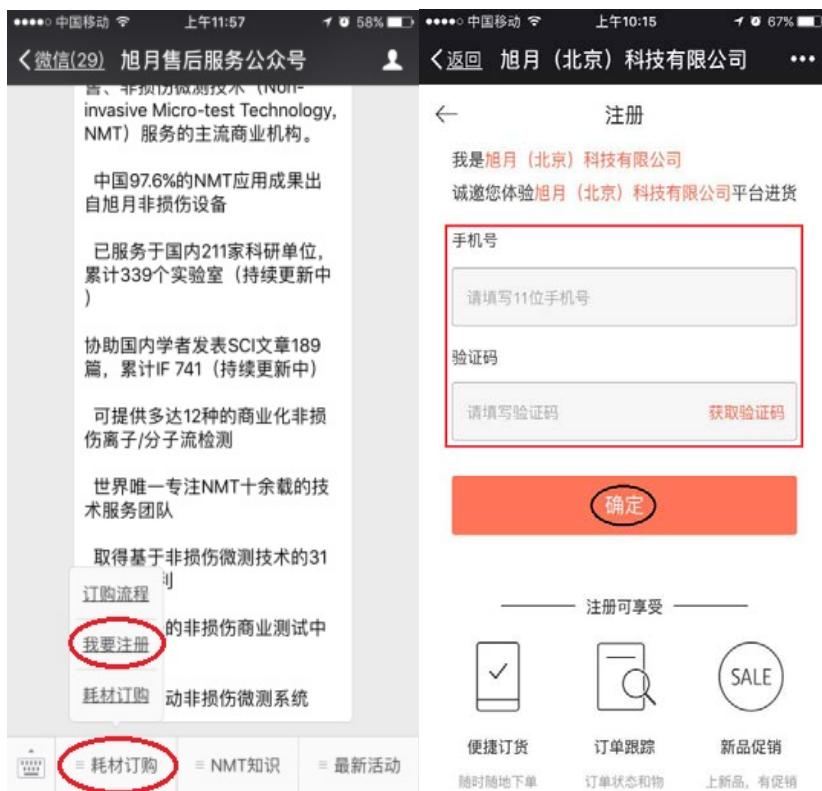 中国移动
上午11:57
58%
微信(29) 旭月售后服务公众号
售、非损伤微测技术（Non-
invasive Micro-test Technology,
NMT）服务的主流商业机构。
中国97.6%的NMT应用成果出
自旭月非损伤设备
已服务于国内211家科研单位，
累计339个实验室（持续更新中
）
协助国内学者发表SCI文章189
篇，累计IF 741（持续更新中）
可提供多达12种的商业化非损
伤离子/分子流检测
世界唯一专注NMT十余载的技
术服务团队
取得基于非损伤微测技术的31
的非损伤商业测试中
动非损伤微测系统
订购流程
我要注册
耗材订购
耗材订购
NMT知识
最新活动
中国移动
上午10:15
67%
返回 旭月（北京）科技有限公司
注册
我是旭月（北京）科技有限公司
诚邀您体验旭月（北京）科技有限公司平台进货
手机号
请填写11位手机号
验证码
请填写验证码 获取验证码
确定
注册可享受
SALE
便捷订货 订单跟踪 新品促销
随时随地下单 订单状态和物 上新品，有促销